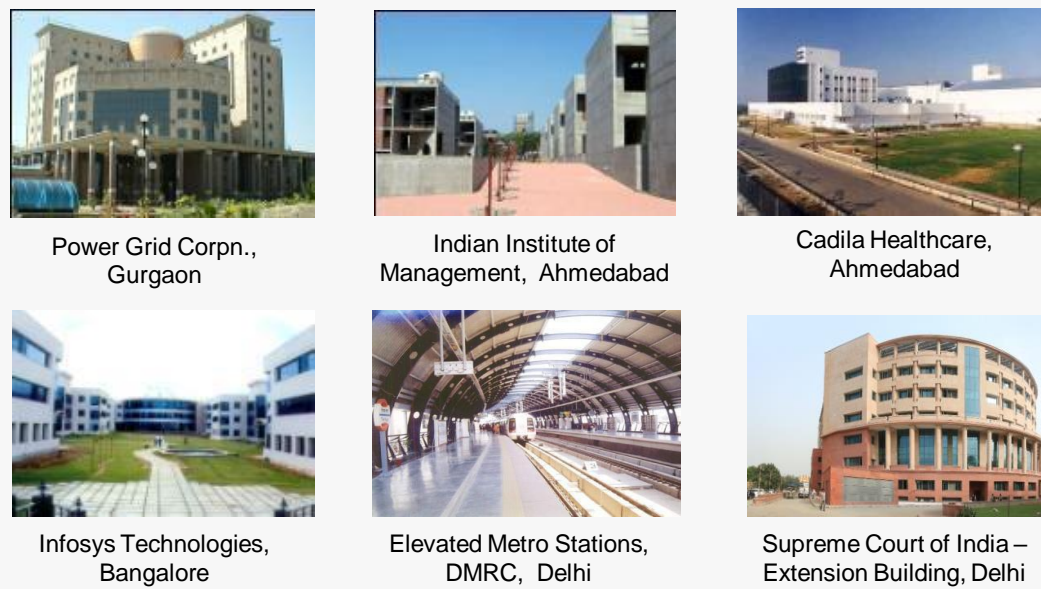 Power Grid Corpn.,
Gurgaon
Indian Institute of
Management, Ahmedabad
Cadila Healthcare,
Ahmedabad
Infosys Technologies,
Bangalore
Elevated Metro Stations,
DMRC, Delhi
Supreme Court of India –
Extension Building, Delhi